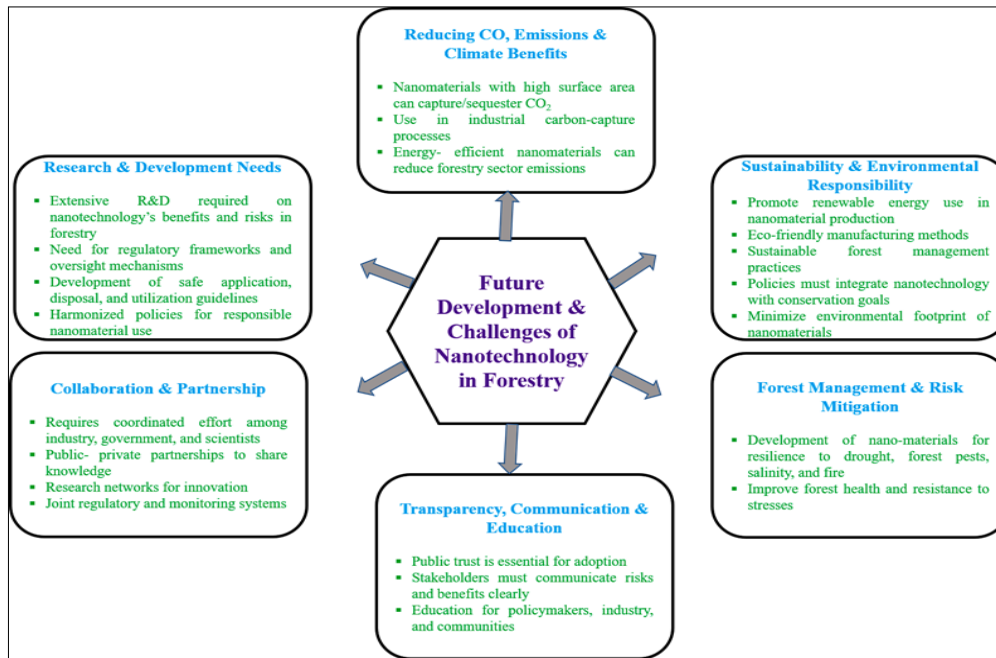 Reducing CO, Emissions &
Climate Benefits
▪ Nanomaterials with high surface area
can capture/sequester CO₂
▪ Use in industrial carbon-capture
processes
▪ Energy- efficient nanomaterials can
reduce forestry sector emissions
Research & Development Needs
▪ Extensive R&D required on
nanotechnology's benefits and risks in
forestry
▪ Need for regulatory frameworks and
oversight mechanisms
▪ Development of safe application,
disposal, and utilization guidelines
▪ Harmonized policies for responsible
nanomaterial use
Sustainability & Environmental
Responsibility
▪ Promote renewable energy use in
nanomaterial production
▪ Eco-friendly manufacturing methods
▪ Sustainable forest management
practices
▪ Policies must integrate nanotechnology
with conservation goals
▪ Minimize environmental footprint of
nanomaterials
Future
Development &
Challenges of
Nanotechnology
in Forestry
Collaboration & Partnership
▪ Requires coordinated effort among
industry, government, and scientists
▪ Public- private partnerships to share
knowledge
▪ Research networks for innovation
▪ Joint regulatory and monitoring systems
Forest Management & Risk
Mitigation
▪ Development of nano-materials for
resilience to drought, forest pests,
salinity, and fire
▪ Improve forest health and resistance to
stresses
Transparency, Communication &
Education
▪ Public trust is essential for adoption
▪ Stakeholders must communicate risks
and benefits clearly
▪ Education for policymakers, industry,
and communities